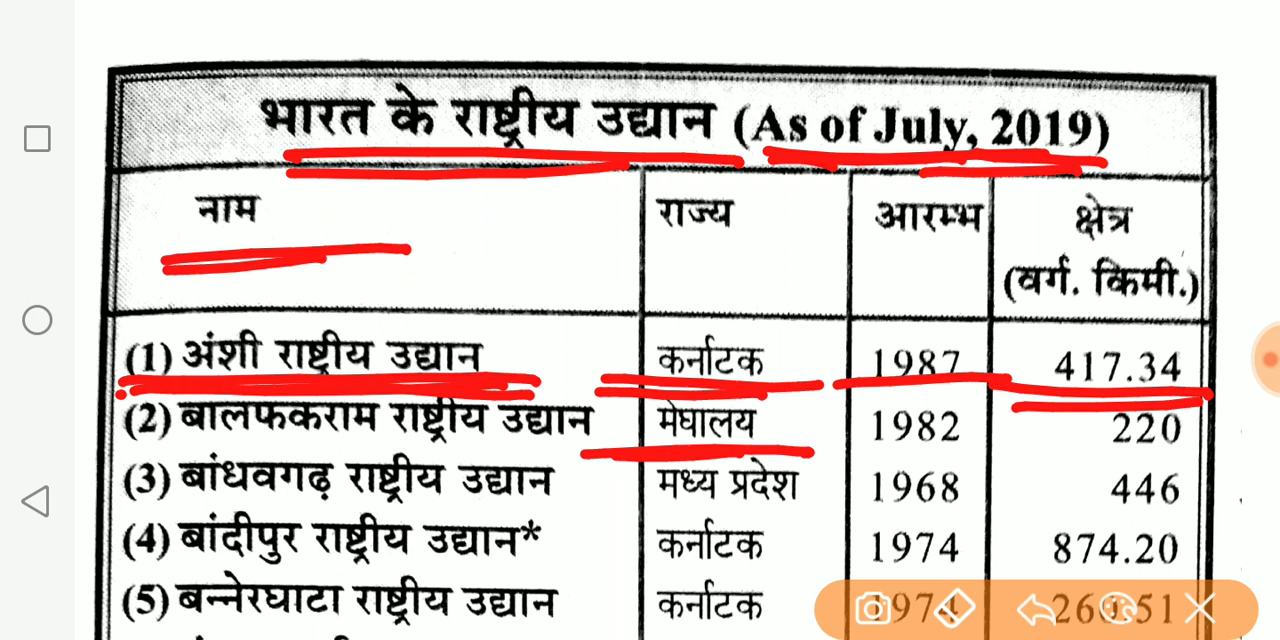 भारत के राष्ट्रीय उद्यान (As of July, 2019)
नाम राज्य आरम्भ क्षेत्र
(वर्ग. किमी.)
(1) अंशी राष्ट्रीय उद्यान कर्नाटक 1987 417.34
(2) बालफकराम राष्ट्रीय उद्यान मेघालय 1982 220
(3) बांधवगढ़ राष्ट्रीय उद्यान मध्य प्रदेश 1968 446
(4) बांदीपुर राष्ट्रीय उद्यान* कर्नाटक 1974 874.20
(5) बन्नेरघाटा राष्ट्रीय उद्यान कर्नाटक 1974